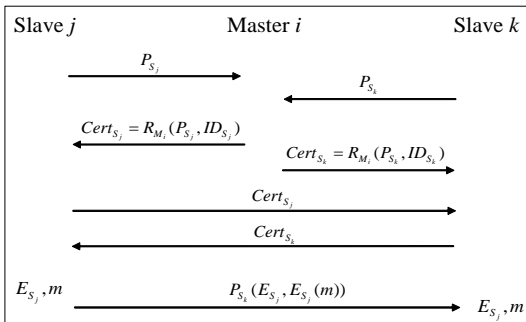 Slave j Master i Slave k
P_{S_j}
P_{S_k}
Cert_{S_j} = R_{M_i}(P_{S_j}, ID_{S_j})
Cert_{S_k} = R_{M_i}(P_{S_k}, ID_{S_k})
Cert_{S_j}
Cert_{S_k}
E_{S_j}, m P_{S_k}(E_{S_j}, E_{S_j}(m)) E_{S_j}, m